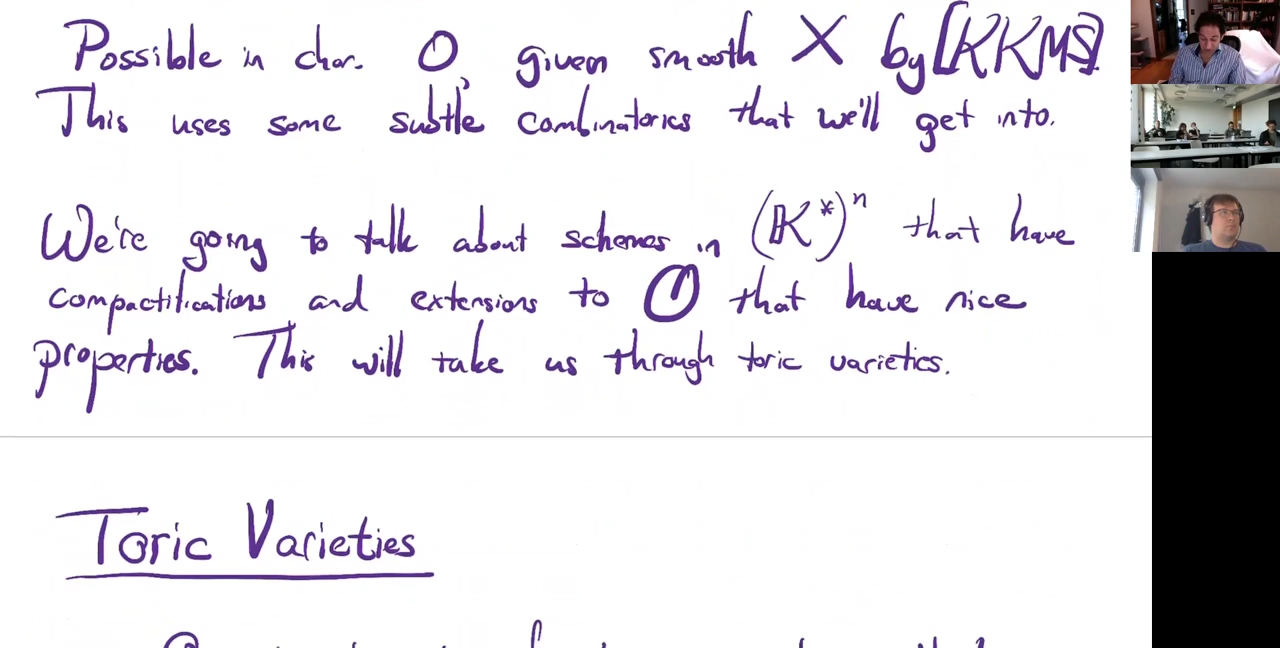 Possible in char. 0, given smooth X by [KKMS].
This uses some subtle combinatorics that we'll get into.
We're going to talk about schemes in (𝕂*)ⁿ that have
compactifications and extensions to 𝒪 that have nice
properties. This will take us through toric varieties.
Toric Varieties